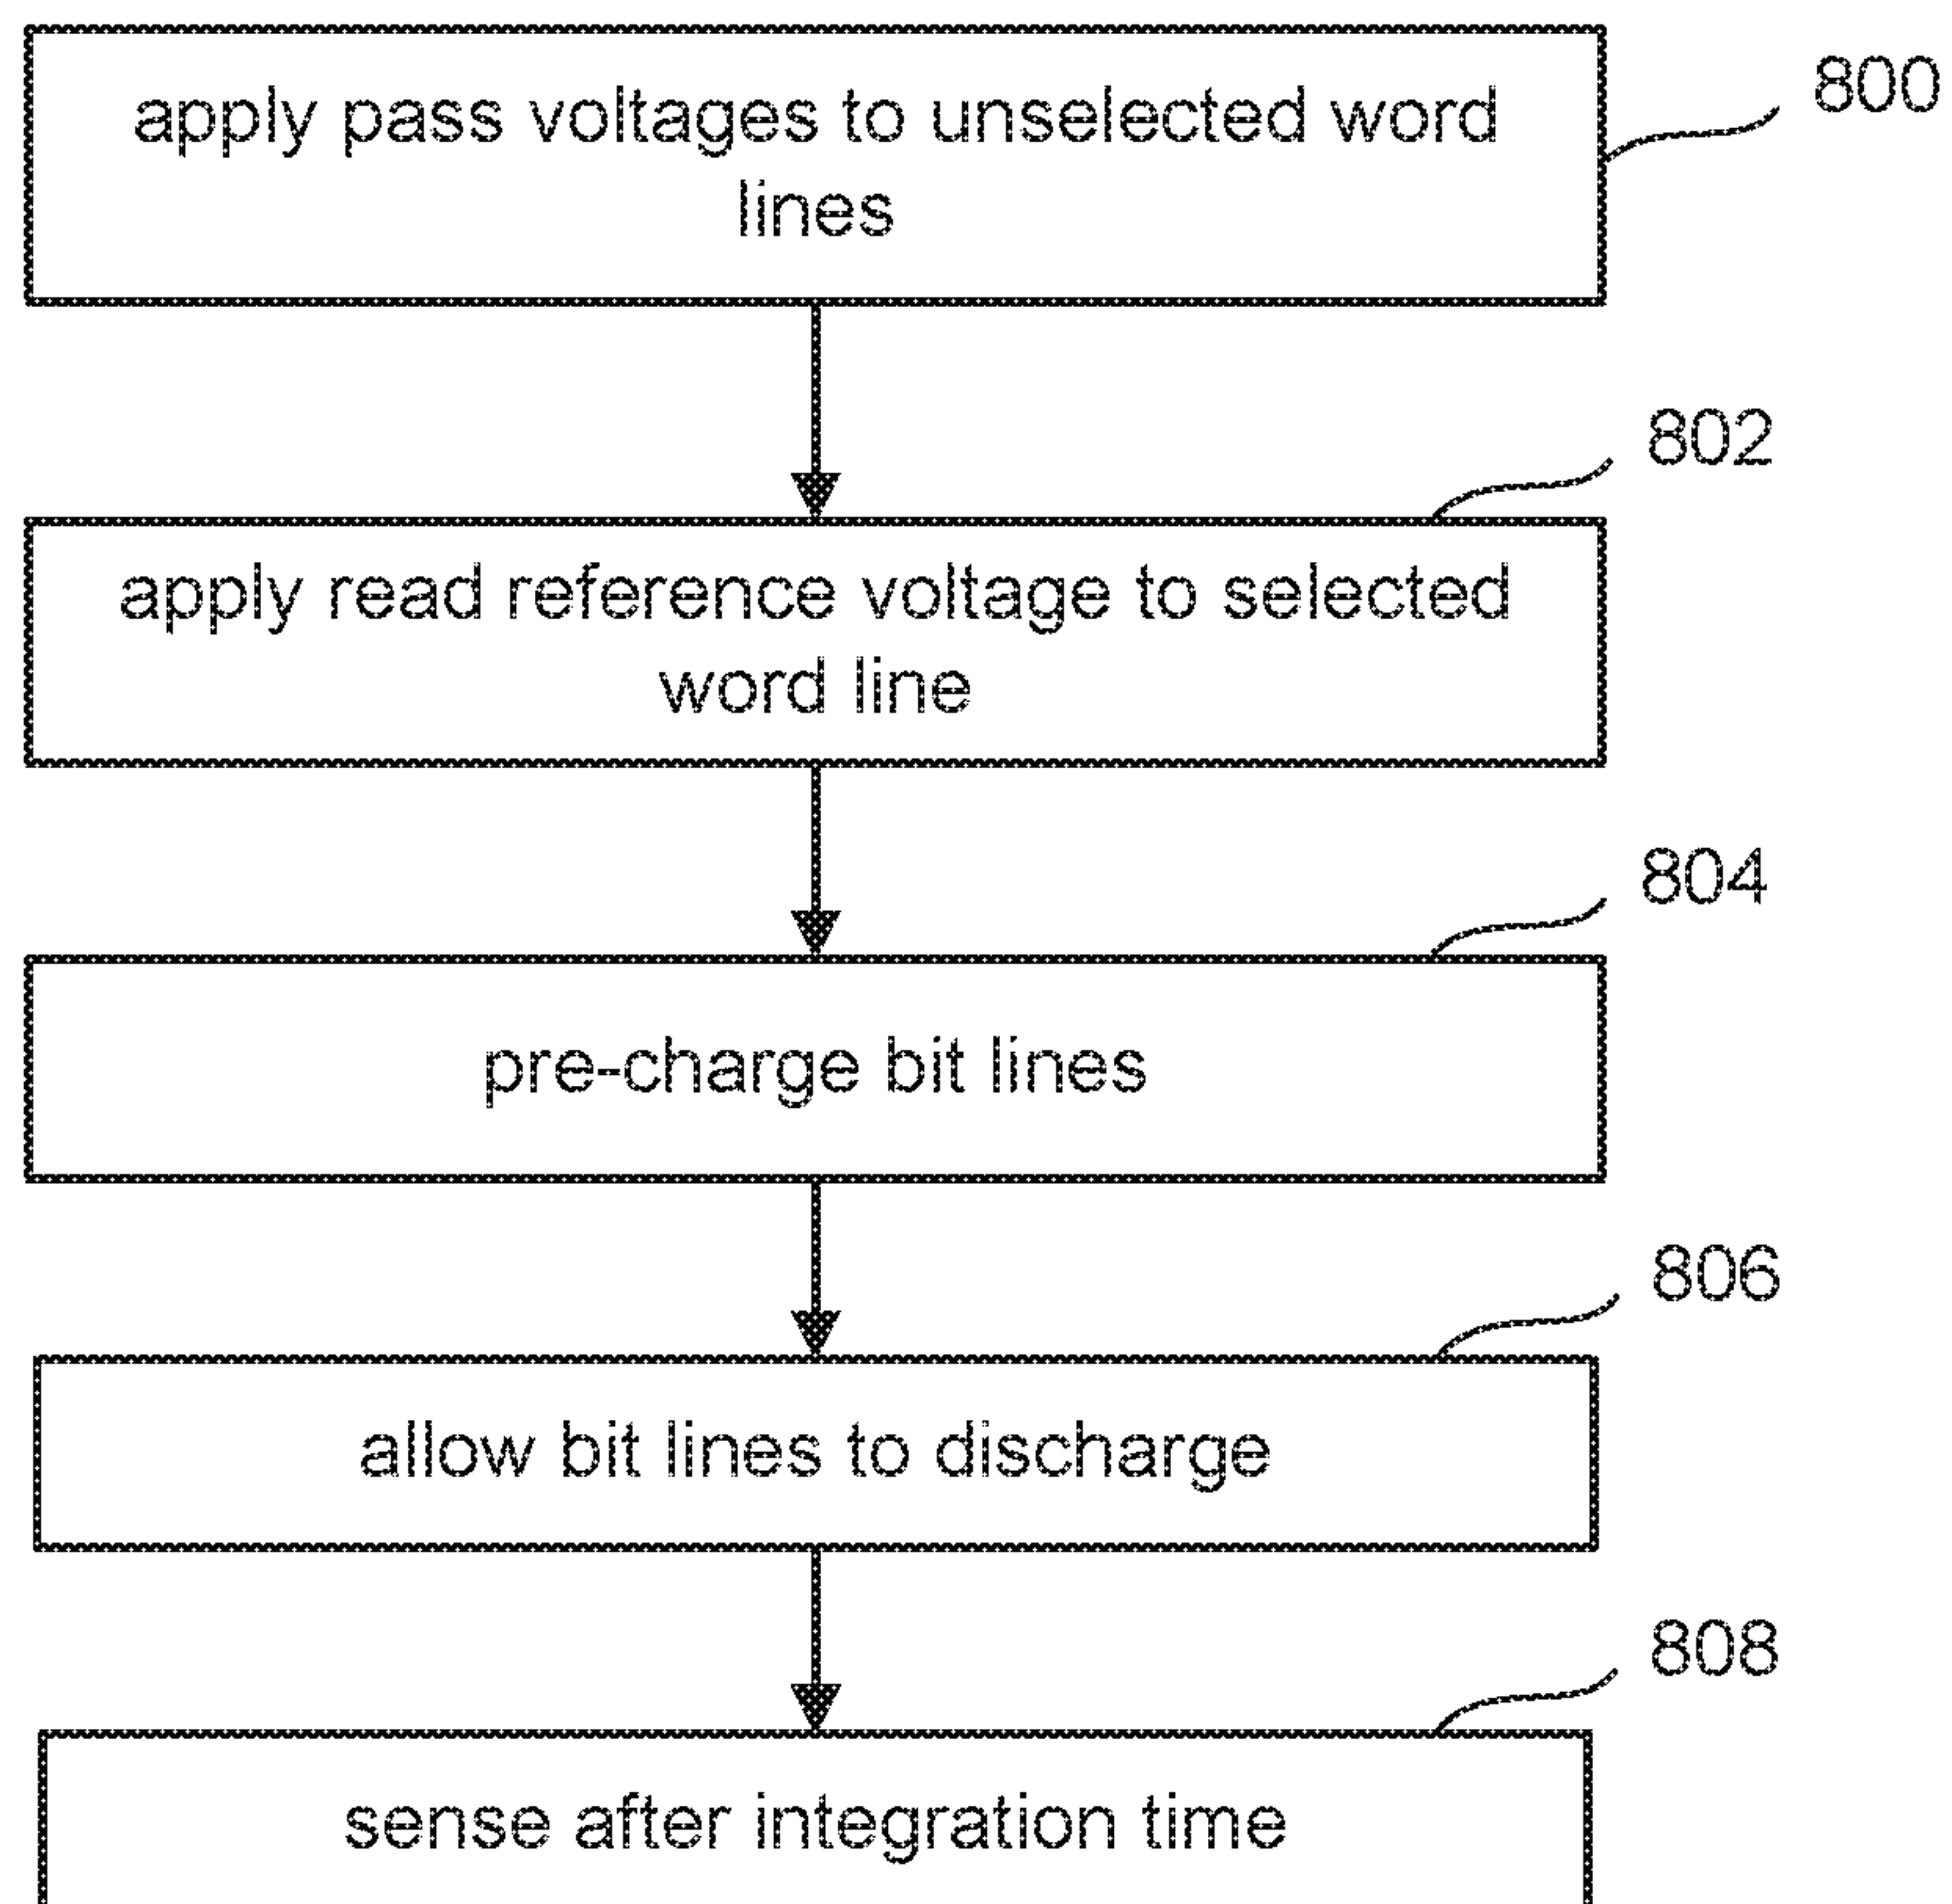 apply pass voltages to unselected word
lines
800
802
apply read reference voltage to selected
word line
804
pre-charge bit lines
806
allow bit lines to discharge
808
sense after integration time